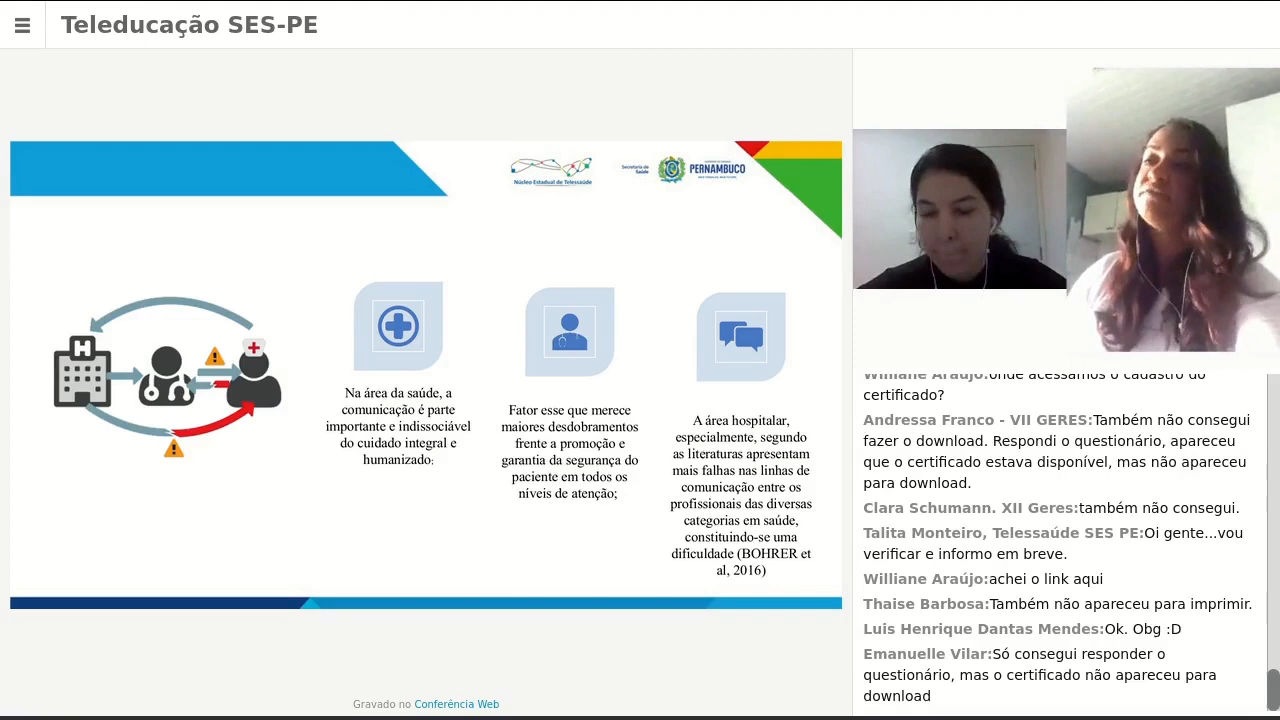 Teleducação SES-PE
Núcleo Estadual de Telessaúde
Secretaria de
Saúde
PERNAMBUCO
H
Na área da saúde, a
comunicação é parte
importante e indissociável
do cuidado integral e
humanizado;
Fator esse que merece
maiores desdobramentos
frente a promoção e
garantia da segurança do
paciente em todos os
níveis de atenção;
A área hospitalar,
especialmente, segundo
as literaturas apresentam
mais falhas nas linhas de
comunicação entre os
profissionais das diversas
categorias em saúde,
constituindo-se uma
dificuldade (BOHRER et
al, 2016)
Williane Araújo:onde acessamos o cadastro do
certificado?
Andressa Franco - VII GERES:Também não consegui
fazer o download. Respondi o questionário, apareceu
que o certificado estava disponível, mas não apareceu
para download.
Clara Schumann. XII Geres:também não consegui.
Talita Monteiro, Telessaúde SES PE:Oi gente...vou
verificar e informo em breve.
Williane Araújo:achei o link aqui
Thaise Barbosa:Também não apareceu para imprimir.
Luis Henrique Dantas Mendes:Ok. Obg :D
Emanuelle Vilar:Só consegui responder o
questionário, mas o certificado não apareceu para
download
Gravado no Conferência Web